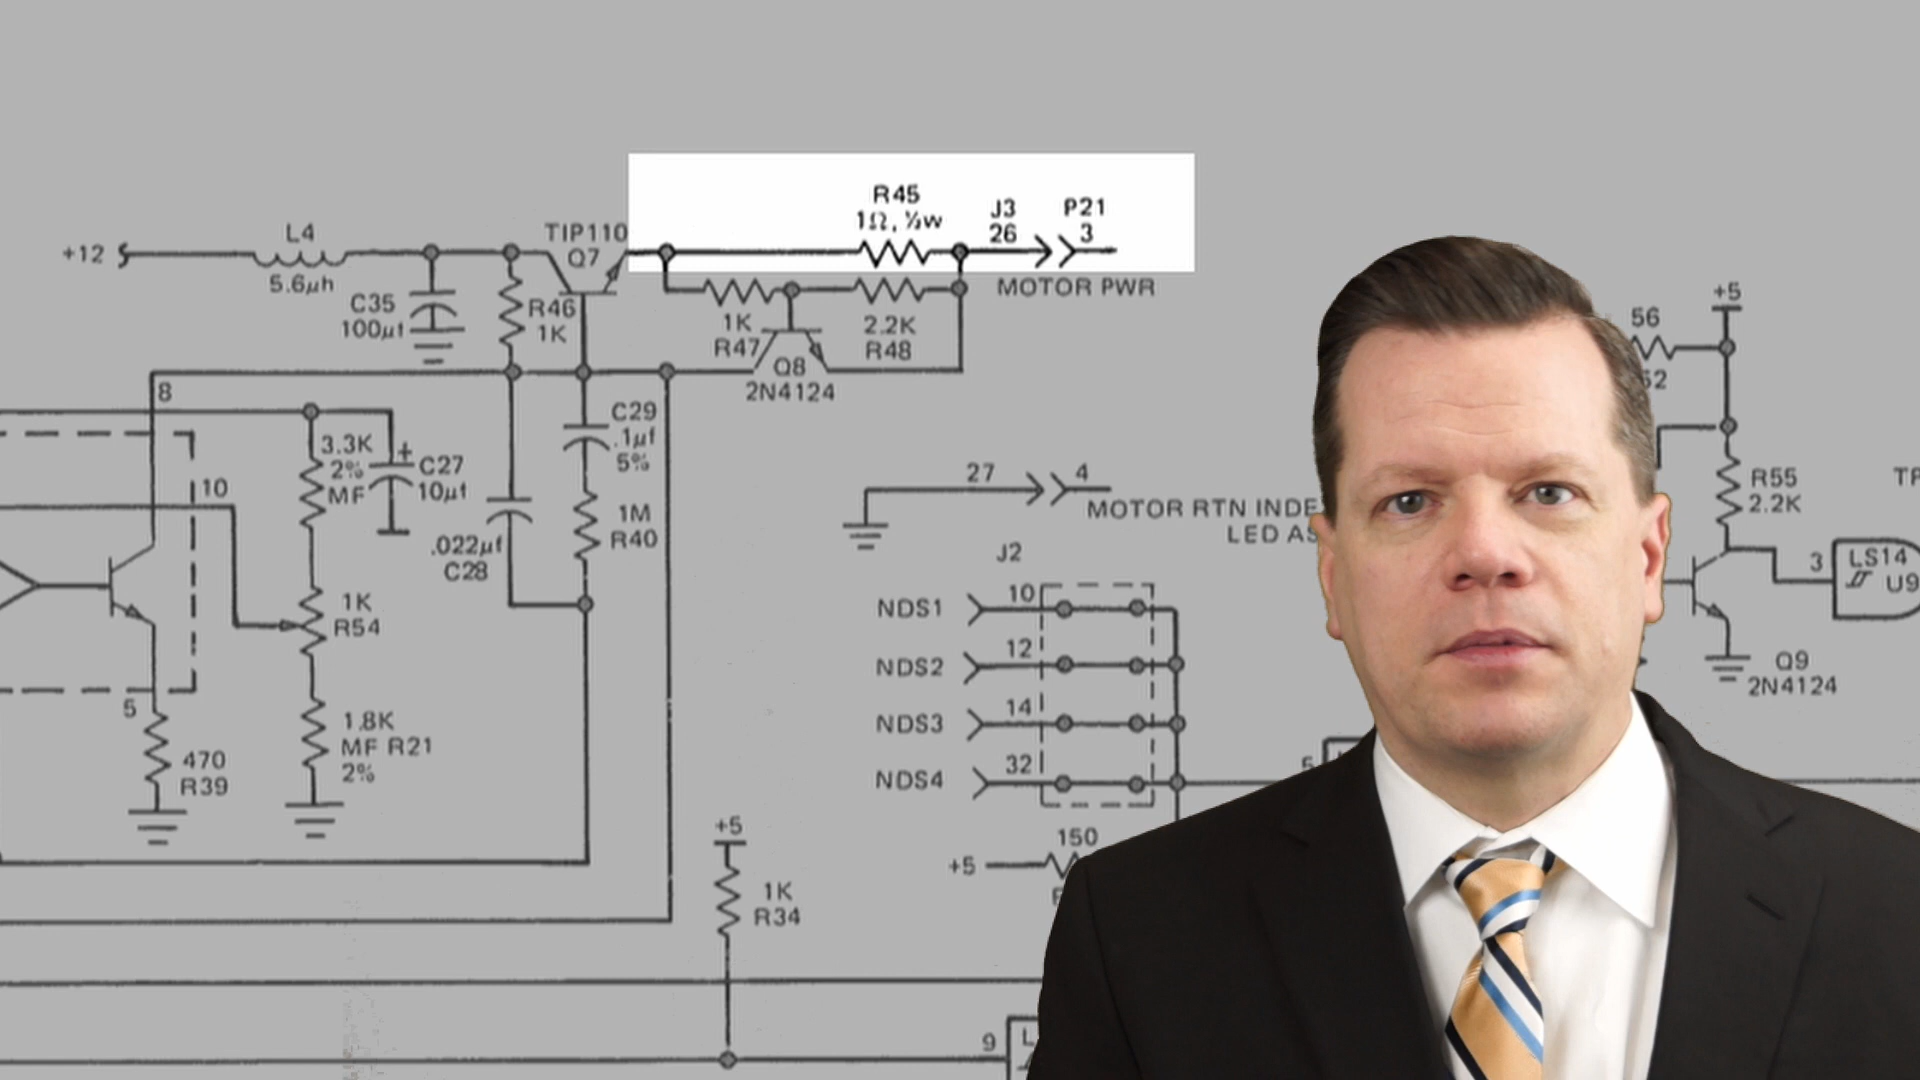 R45
1Ω, ½w
J3
26
P21
3
MOTOR PWR
L4
+12
5.6μh
TIP110
Q7
C35
100μf
R46
1K
1K
R47
2.2K
R48
Q8
2N4124
8
C29
.1μf
5%
3.3K
2%
MF
+
C27
10μf
10
1M
R40
.022μf
C28
1K
R54
5
470
R39
1.8K
MF R21
2%
27
4
MOTOR RTN INDE
LED AS
J2
NDS1
10
NDS2
12
NDS3
14
NDS4
32
5
+5
150
+5
1K
R34
9
56
+5
R55
2.2K
3
LS14
U9
Q9
2N4124